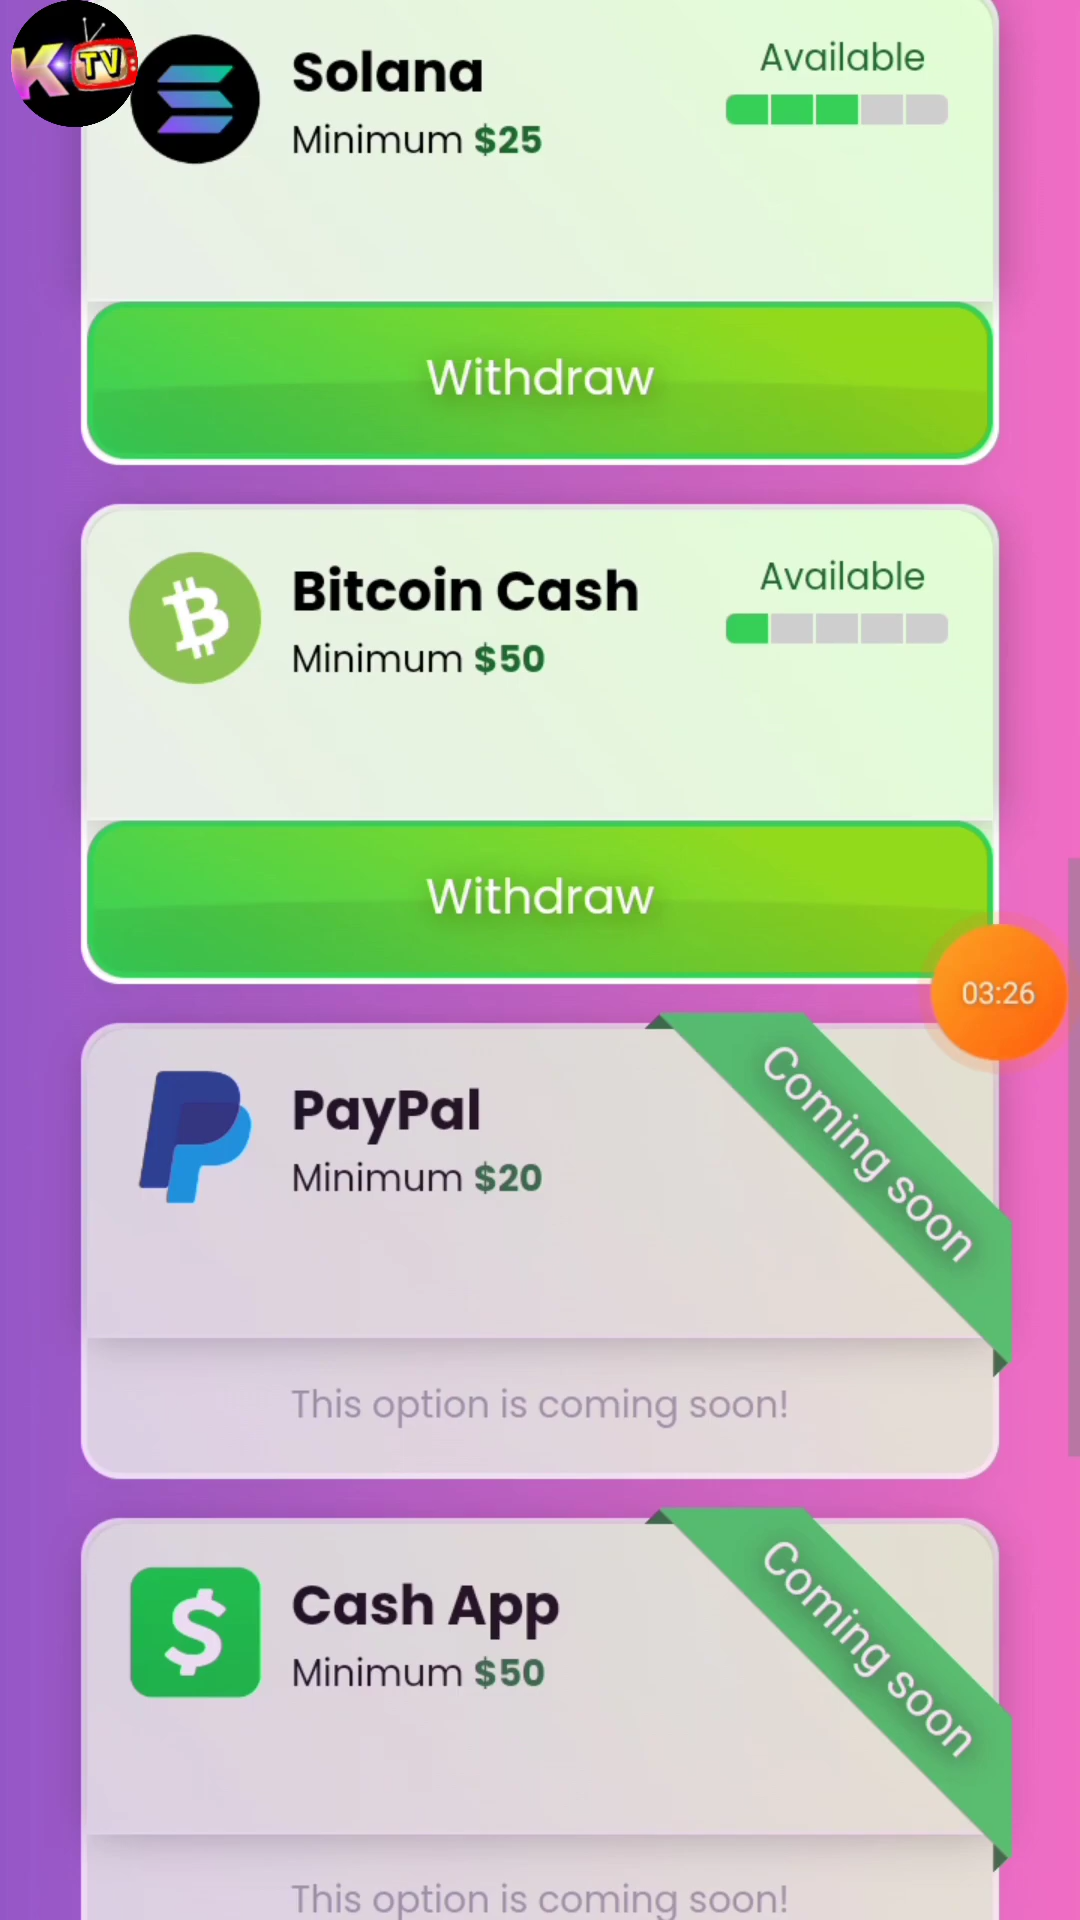 K TV
Solana
Available
Minimum $25
Withdraw
Bitcoin Cash
Available
Minimum $50
Withdraw
03:26
PayPal
Minimum $20
Coming soon
This option is coming soon!
Cash App
Minimum $50
Coming soon
This option is coming soon!